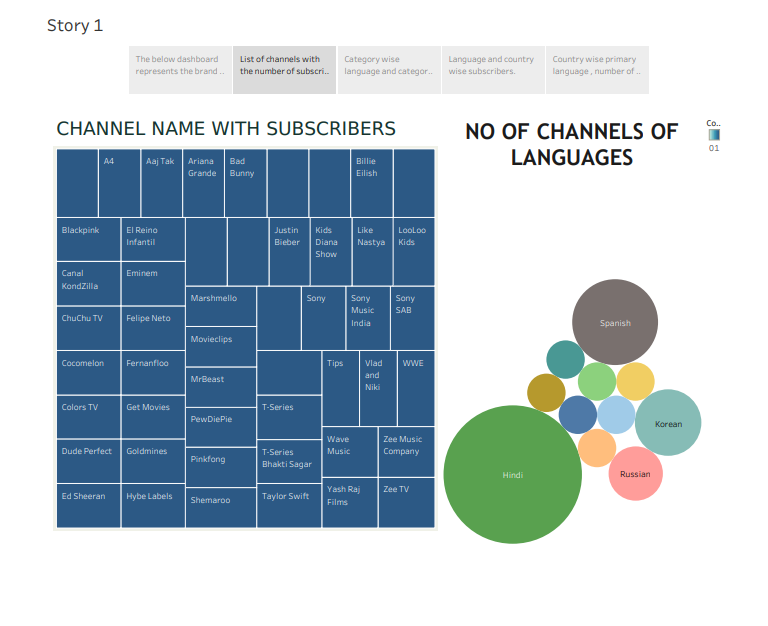 Story 1
The below dashboard
represents the brand ..
List of channels with
the number of subscri..
Category wise
language and categor..
Language and country
wise subscribers.
Country wise primary
language , number of ..
CHANNEL NAME WITH SUBSCRIBERS
A4
Aaj Tak
Ariana
Grande
Bad
Bunny
Billie
Eilish
Blackpink
El Reino
Infantil
Justin
Bieber
Kids
Diana
Show
Like
Nastya
LooLoo
Kids
Canal
KondZilla
Eminem
Marshmello
Sony
Sony
Music
India
Sony
SAB
ChuChu TV
Felipe Neto
Movieclips
Cocomelon
Fernanfloo
MrBeast
Tips
Vlad
and
Niki
WWE
Colors TV
Get Movies
PewDiePie
T-Series
Dude Perfect
Goldmines
Pinkfong
T-Series
Bhakti Sagar
Wave
Music
Zee Music
Company
Ed Sheeran
Hybe Labels
Shemaroo
Taylor Swift
Yash Raj
Films
Zee TV
NO OF CHANNELS OF
LANGUAGES
Co..
01
Spanish
Korean
Hindi
Russian